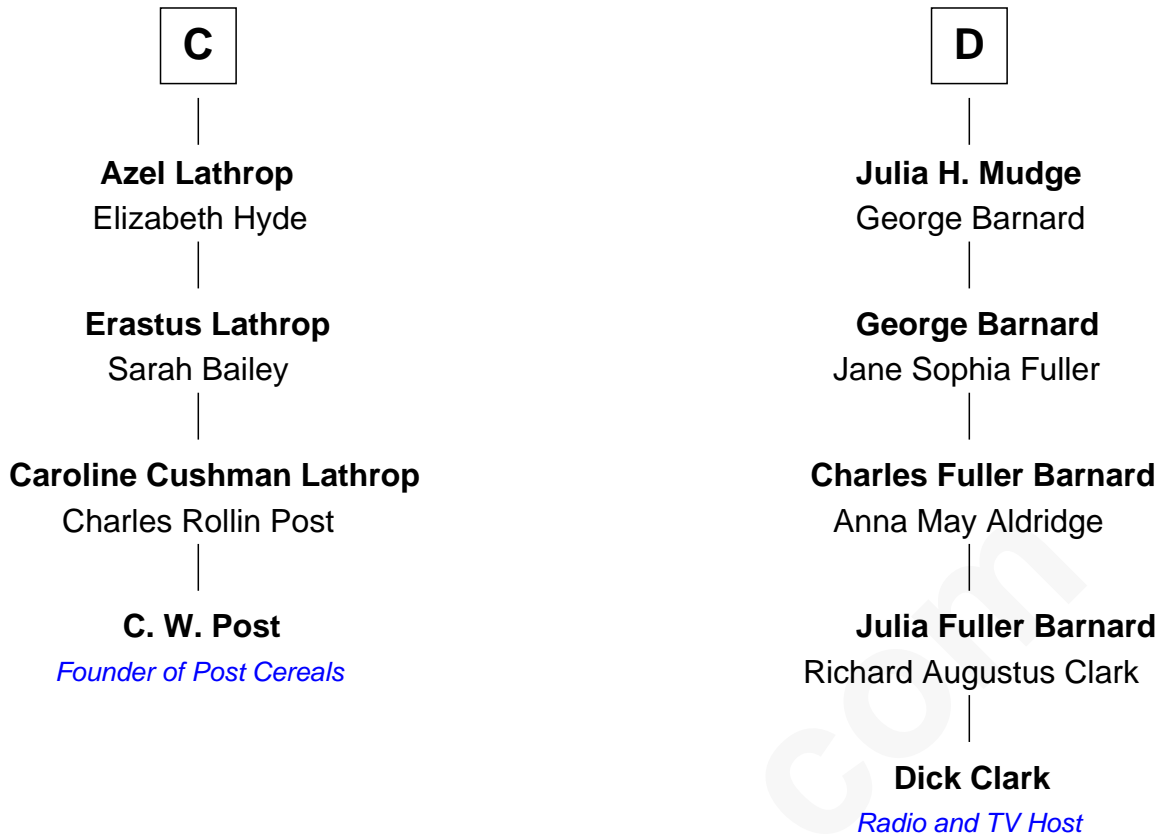 C
Azel Lathrop
Elizabeth Hyde
Erastus Lathrop
Sarah Bailey
Caroline Cushman Lathrop
Charles Rollin Post
C. W. Post
Founder of Post Cereals
D
Julia H. Mudge
George Barnard
George Barnard
Jane Sophia Fuller
Charles Fuller Barnard
Anna May Aldridge
Julia Fuller Barnard
Richard Augustus Clark
Dick Clark
Radio and TV Host
com